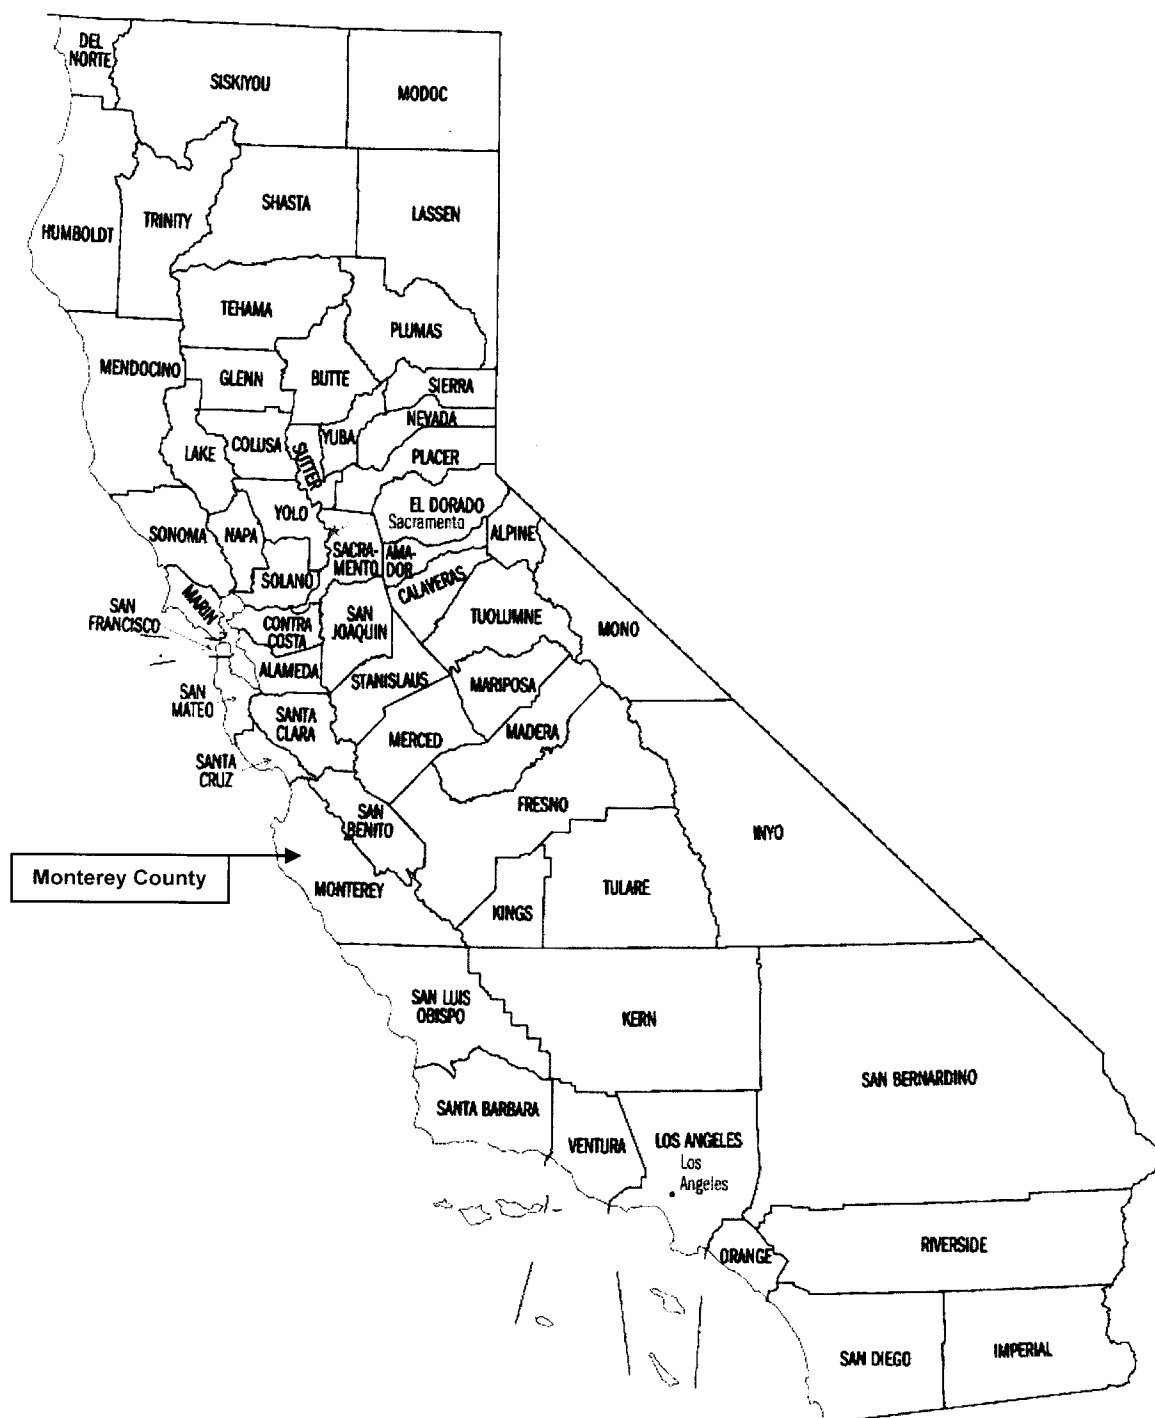 DEL
NORTE
SISKIYOU
MODOC
HUMBOLDT
TRINITY
SHASTA
LASSEN
TEHAMA
PLUMAS
MENDOCINO
GLENN
BUTTE
SIERRA
NEVADA
COLUSA
SUTTER
YUBA
PLACER
LAKE
EL DORADO
Sacramento
YOLO
SONOMA
NAPA
ALPINE
SACRA-
MENTO
AMA-
DOR
SOLANO
CALAVERAS
MARIN
SAN
FRANCISCO
CONTRA
COSTA
SAN
JOAQUIN
TUOLUMNE
MONO
ALAMEDA
STANISLAUS
MARIPOSA
SAN
MATEO
SANTA
CLARA
MERCED
MADERA
SANTA
CRUZ
SAN
BENITO
FRESNO
INYO
Monterey County
MONTEREY
KINGS
TULARE
SAN LUIS
OBISPO
KERN
SAN BERNARDINO
SANTA BARBARA
VENTURA
LOS ANGELES
Los
Angeles
ORANGE
RIVERSIDE
SAN DIEGO
IMPERIAL